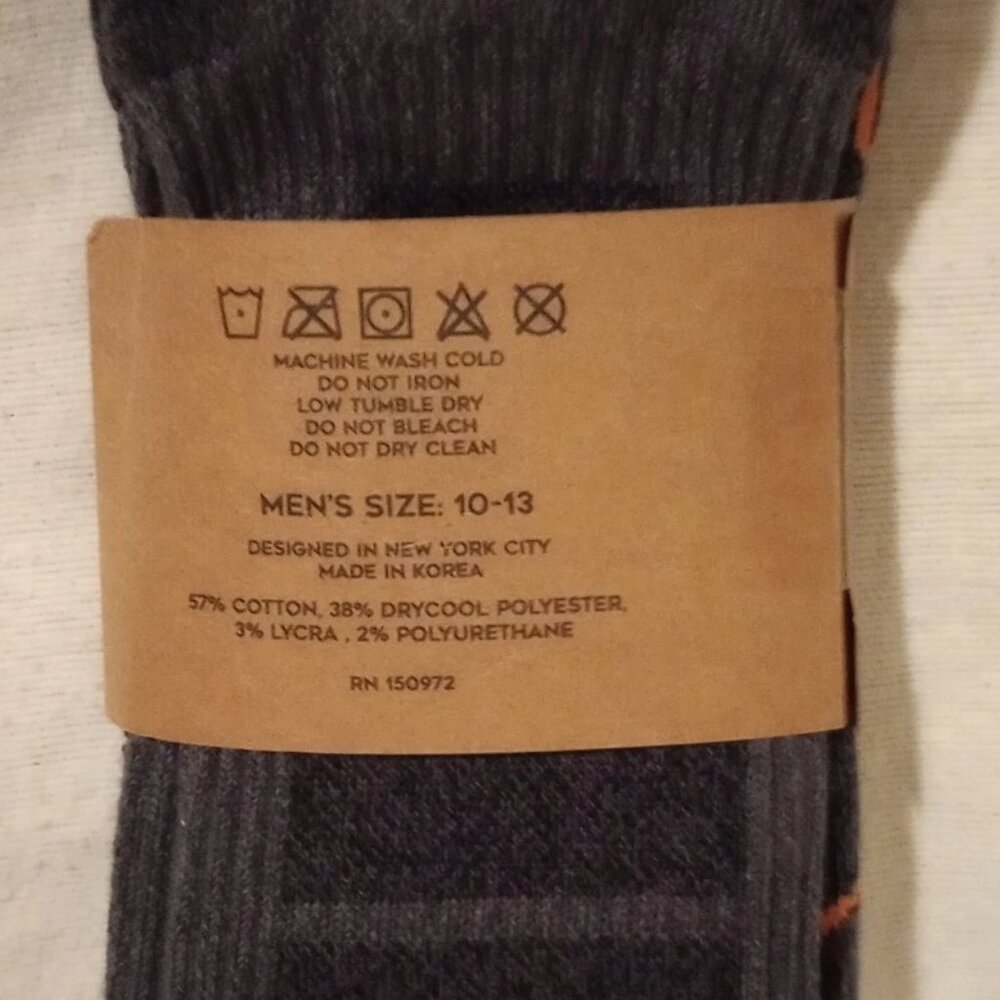 MACHINE WASH COLD
DO NOT IRON
LOW TUMBLE DRY
DO NOT BLEACH
DO NOT DRY CLEAN
MEN'S SIZE: 10-13
DESIGNED IN NEW YORK CITY
MADE IN KOREA
57% COTTON, 38% DRYCOOL POLYESTER,
3% LYCRA , 2% POLYURETHANE
RN 150972